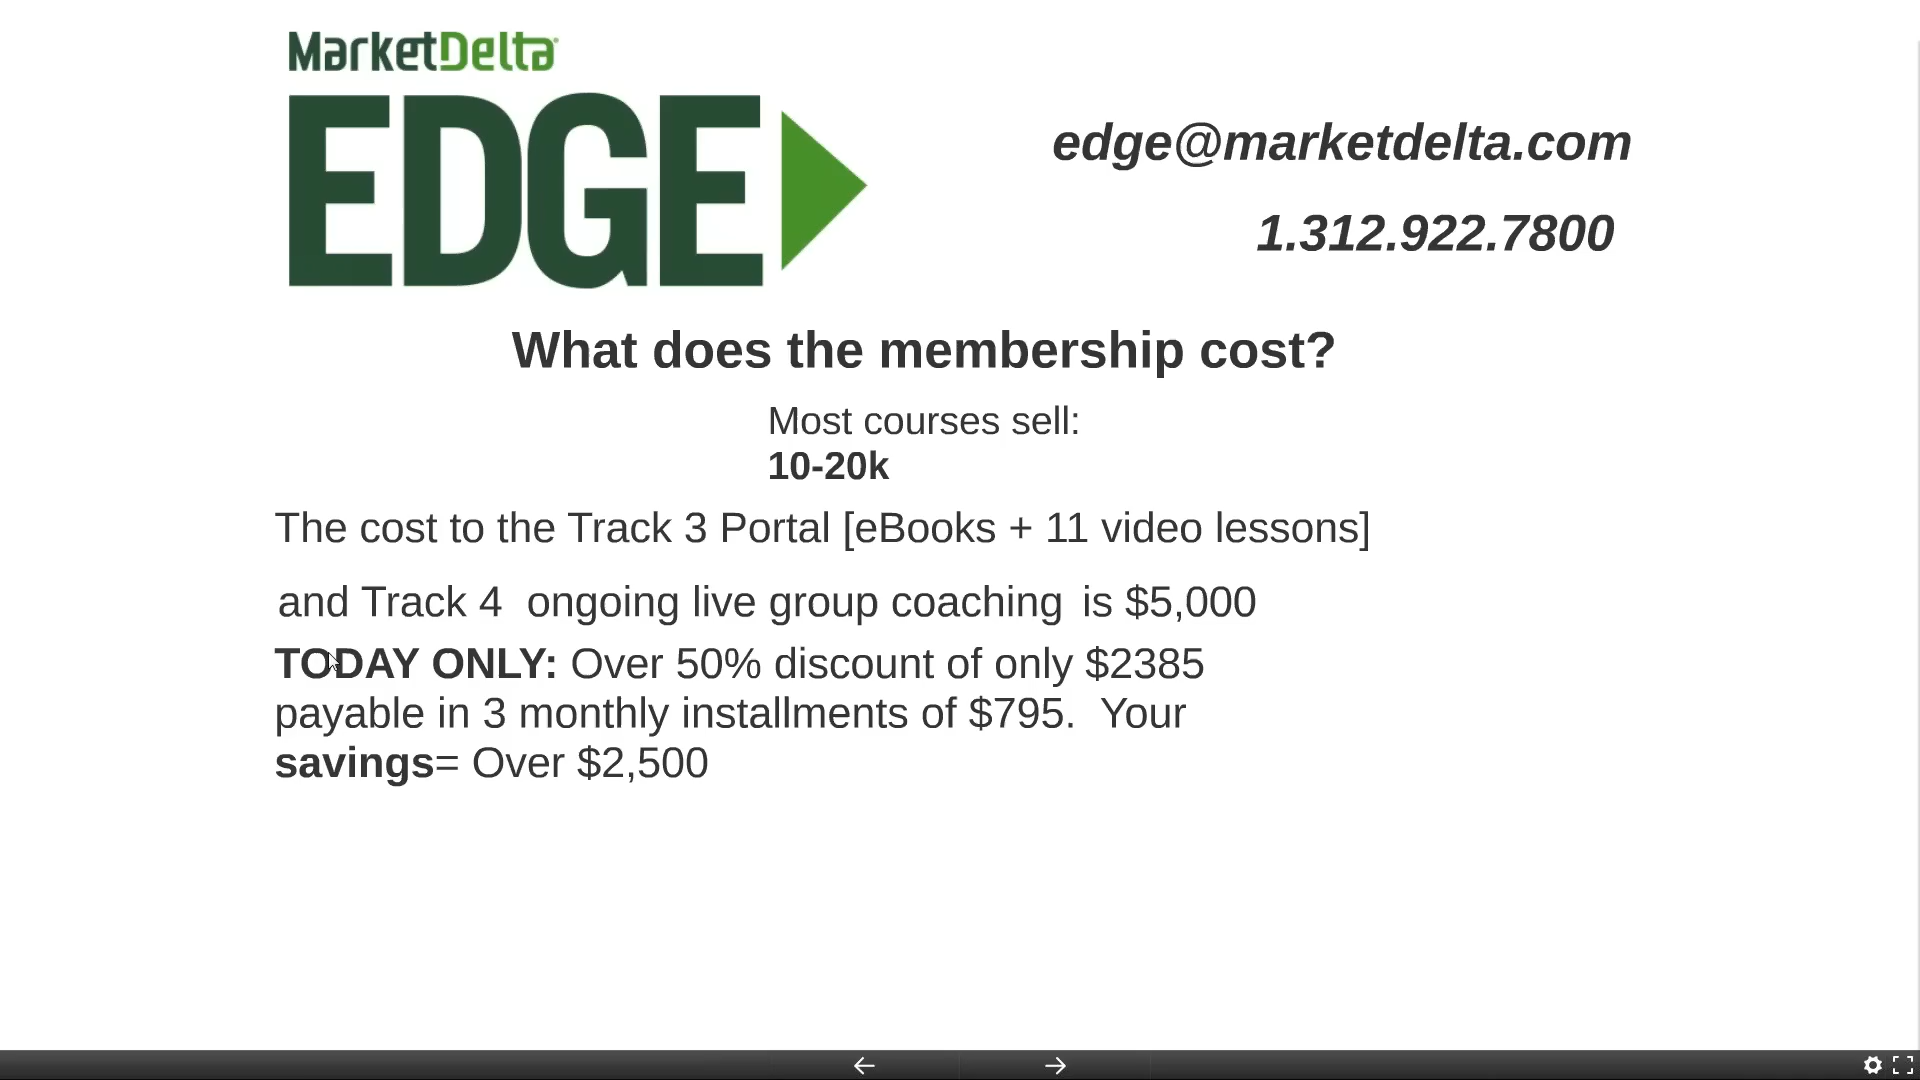 MarketDelta
EDGE
edge@marketdelta.com
1.312.922.7800
What does the membership cost?
Most courses sell:
10-20k
The cost to the Track 3 Portal [eBooks + 11 video lessons]
and Track 4 ongoing live group coaching is $5,000
TODAY ONLY: Over 50% discount of only $2385
payable in 3 monthly installments of $795. Your
savings= Over $2,500